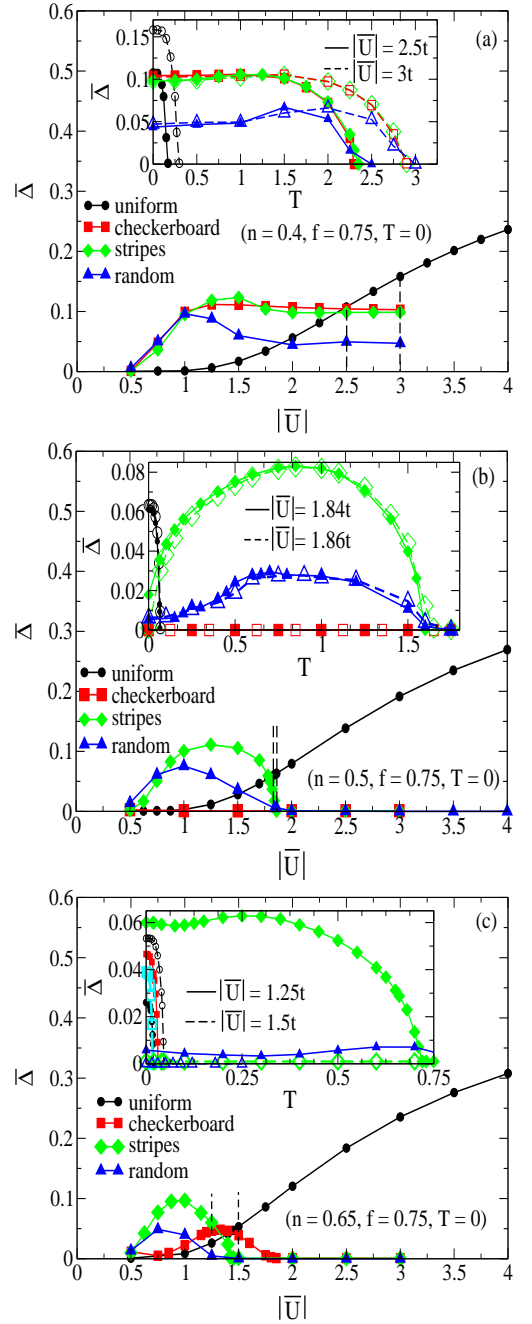 (a)
0.15
0.1
0.05
0
Δ̅
|U̅|= 2.5t
|U̅|= 3t
0 0.5 1 1.5 2 2.5 3
T
0.6
0.5
0.4
0.3
0.2
0.1
0
Δ̅
uniform
checkerboard
stripes
random
(n = 0.4, f = 0.75, T = 0)
0 0.5 1 1.5 2 2.5 3 3.5 4
|U̅|
(b)
0.08
0.06
0.04
0.02
0
Δ̅
|U̅|= 1.84t
|U̅|= 1.86t
0 0.5 1 1.5
T
0.6
0.5
0.4
0.3
0.2
0.1
0
Δ̅
uniform
checkerboard
stripes
random
(n = 0.5, f = 0.75, T = 0)
0 0.5 1 1.5 2 2.5 3 3.5 4
|U̅|
(c)
0.06
0.04
0.02
0
Δ̅
|U̅|= 1.25t
|U̅|= 1.5t
0 0.25 0.5 0.75
T
0.6
0.5
0.4
0.3
0.2
0.1
0
Δ̅
uniform
checkerboard
stripes
random
(n = 0.65, f = 0.75, T = 0)
0 0.5 1 1.5 2 2.5 3 3.5 4
|U̅|